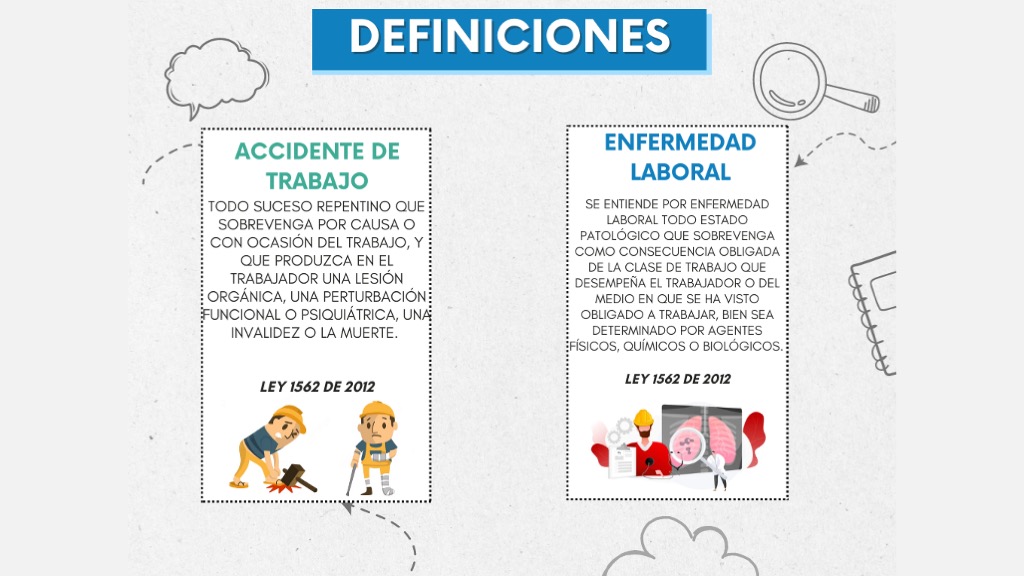 DEFINICIONES
ACCIDENTE DE
TRABAJO
TODO SUCESO REPENTINO QUE
SOBREVENGA POR CAUSA O
CON OCASIÓN DEL TRABAJO, Y
QUE PRODUZCA EN EL
TRABAJADOR UNA LESIÓN
ORGÁNICA, UNA PERTURBACIÓN
FUNCIONAL O PSIQUIÁTRICA, UNA
INVALIDEZ O LA MUERTE.
LEY 1562 DE 2012
ENFERMEDAD
LABORAL
SE ENTIENDE POR ENFERMEDAD
LABORAL TODO ESTADO
PATOLÓGICO QUE SOBREVENGA
COMO CONSECUENCIA OBLIGADA
DE LA CLASE DE TRABAJO QUE
DESEMPEÑA EL TRABAJADOR O DEL
MEDIO EN QUE SE HA VISTO
OBLIGADO A TRABAJAR, BIEN SEA
DETERMINADO POR AGENTES
FÍSICOS, QUÍMICOS O BIOLÓGICOS.
LEY 1562 DE 2012